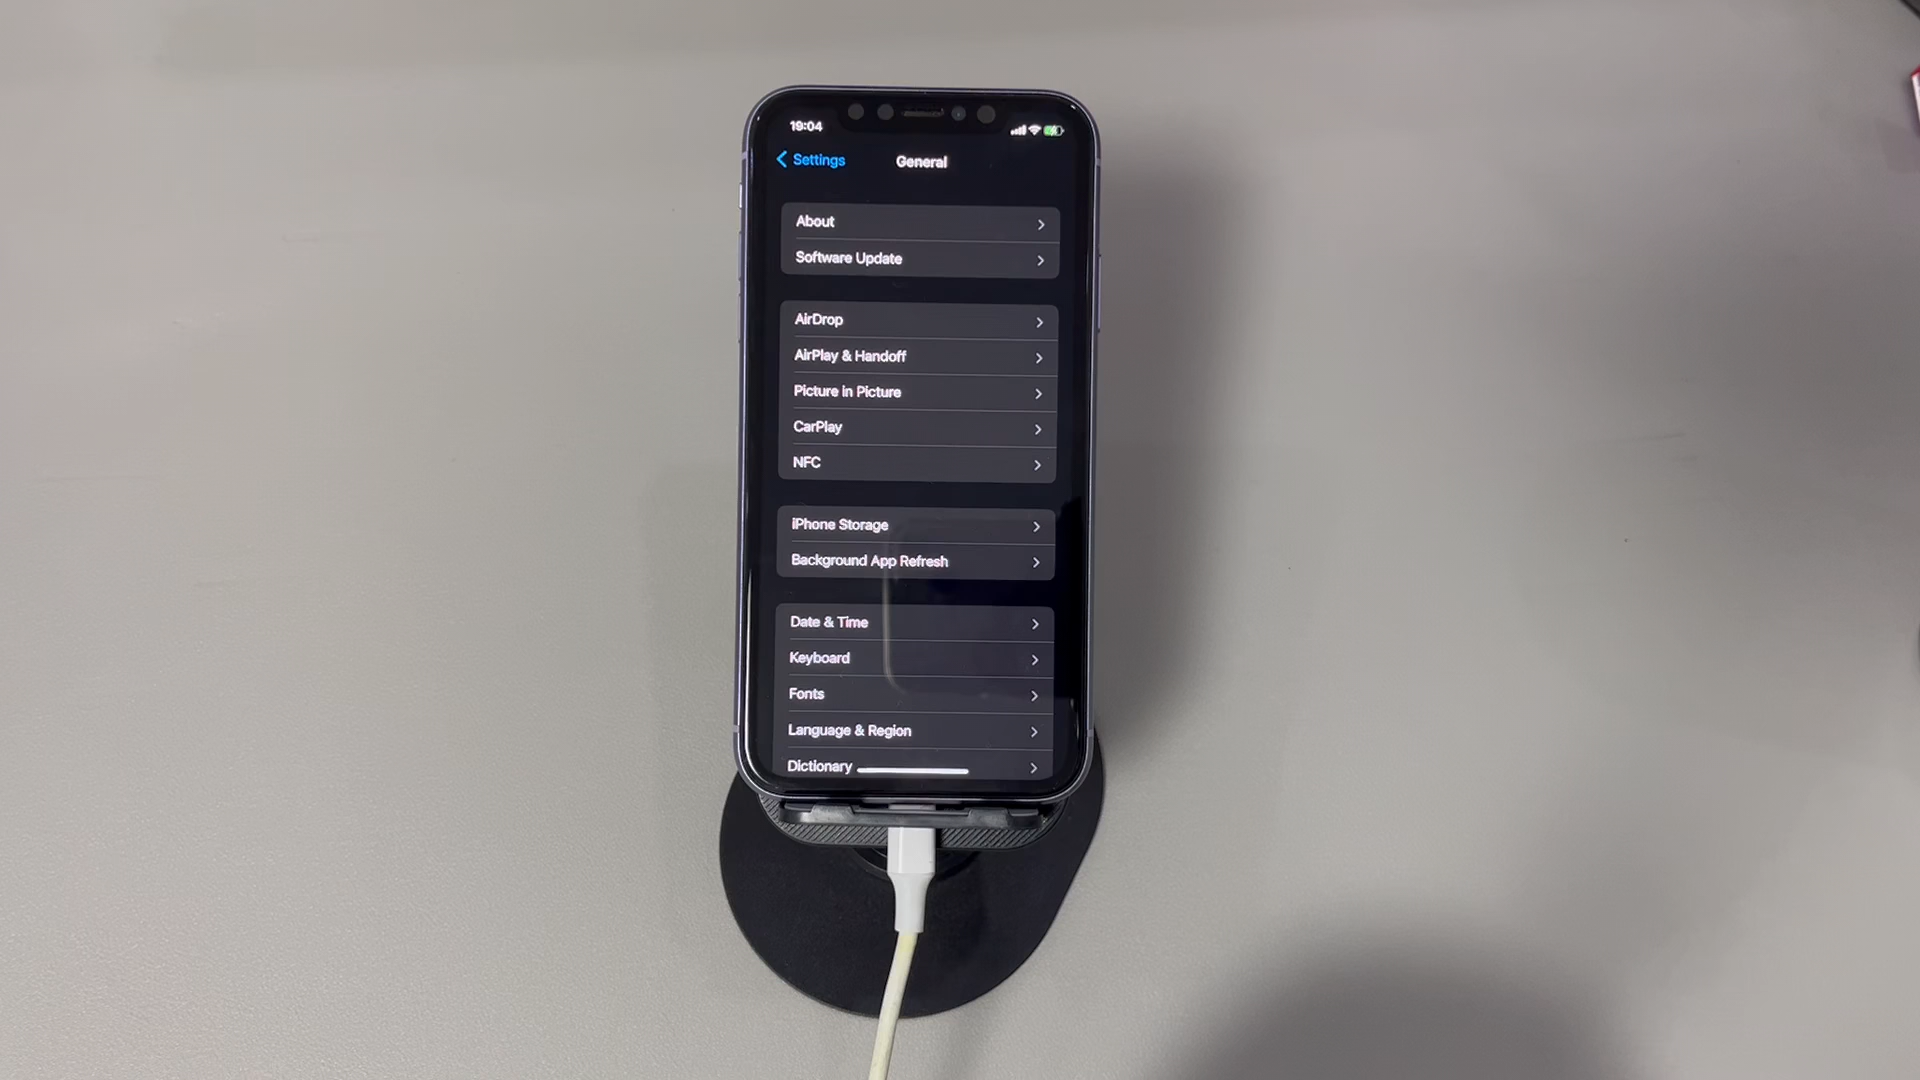 19:04
Settings
General
About
Software Update
AirDrop
AirPlay & Handoff
Picture in Picture
CarPlay
NFC
iPhone Storage
Background App Refresh
Date & Time
Keyboard
Fonts
Language & Region
Dictionary